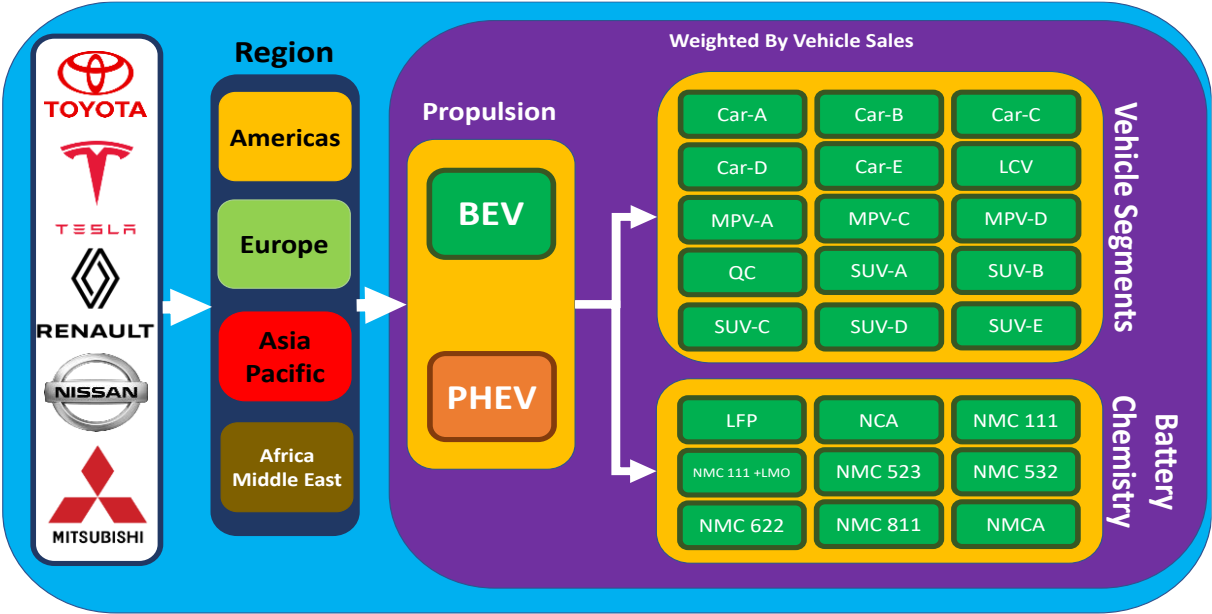 TOYOTA
TESLA
RENAULT
NISSAN
MITSUBISHI
Region
Americas
Europe
Asia
Pacific
Africa
Middle East
Weighted By Vehicle Sales
Propulsion
BEV
PHEV
Car-A
Car-B
Car-C
Car-D
Car-E
LCV
MPV-A
MPV-C
MPV-D
QC
SUV-A
SUV-B
SUV-C
SUV-D
SUV-E
Vehicle Segments
LFP
NCA
NMC 111
NMC 111 +LMO
NMC 523
NMC 532
NMC 622
NMC 811
NMCA
Battery
Chemistry